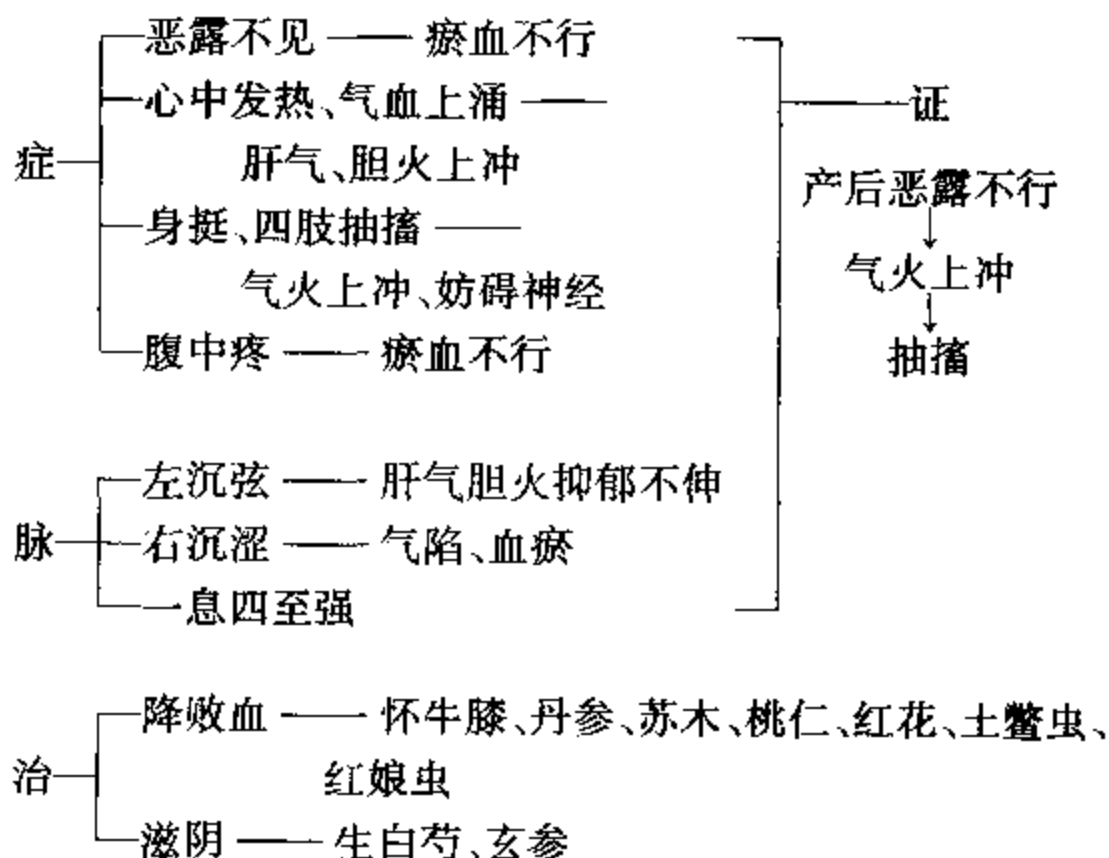 恶露不见 —— 瘀血不行
心中发热、气血上涌 ——
证
症
肝气、胆火上冲
产后恶露不行
身挺、四肢抽搐 ——
气火上冲、妨碍神经
气火上冲
腹中疼 —— 瘀血不行
抽搐
左沉弦 —— 肝气胆火抑郁不伸
脉
右沉涩 —— 气陷、血瘀
一息四至强
降败血 —— 怀牛膝、丹参、苏木、桃仁、红花、土鳖虫、
治
红娘虫
滋阴 —— 生白芍、玄参